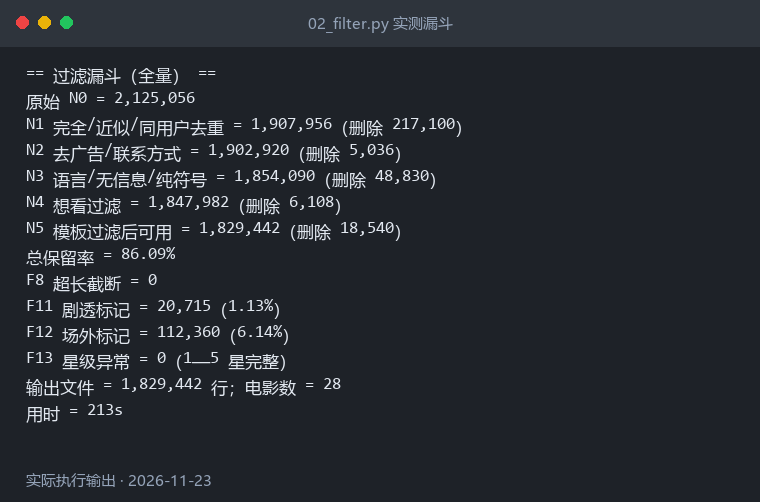 02_filter.py 实测漏斗
== 过滤漏斗（全量） ==
原始 N0 = 2,125,056
N1 完全/近似/同用户去重 = 1,907,956（删除 217,100）
N2 去广告/联系方式 = 1,902,920（删除 5,036）
N3 语言/无信息/纯符号 = 1,854,090（删除 48,830）
N4 想看过滤 = 1,847,982（删除 6,108）
N5 模板过滤后可用 = 1,829,442（删除 18,540）
总保留率 = 86.09%
F8 超长截断 = 0
F11 剧透标记 = 20,715（1.13%）
F12 场外标记 = 112,360（6.14%）
F13 星级异常 = 0（1—5 星完整）
输出文件 = 1,829,442 行；电影数 = 28
用时 = 213s
实际执行输出 · 2026-11-23